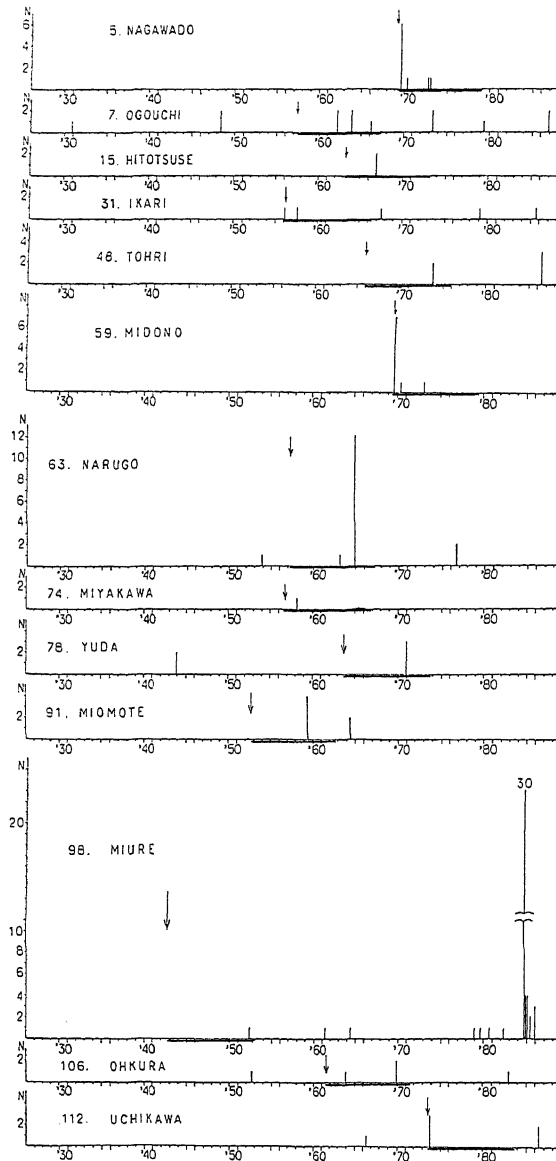 N
6
5. NAGAWADO
4
2
'30 '40 '50 '60 '70 '80
N
2
7. OGOUCHI
'30 '40 '50 '60 '70 '80
N
2
15. HITOTSUSE
'30 '40 '50 '60 '70 '80
N
2
31. IKARI
'30 '40 '50 '60 '70 '80
N
4
46. TOHRI
2
'30 '40 '50 '60 '70 '80
N
6
59. MIDONO
4
2
'30 '40 '50 '60 '70 '80
N
12
10
63. NARUGO
8
6
4
2
'30 '40 '50 '60 '70 '80
N
2
74. MIYAKAWA
'30 '40 '50 '60 '70 '80
N
78. YUDA
2
'30 '40 '50 '60 '70 '80
N
91. MIOMOTE
2
'30 '40 '50 '60 '70 '80
N
30
20
98. MIURE
10
8
6
4
2
'30 '40 '50 '60 '70 '80
N
2
106. OHKURA
'30 '40 '50 '60 '70 '80
N
112. UCHIKAWA
2
'30 '40 '50 '60 '70 '80